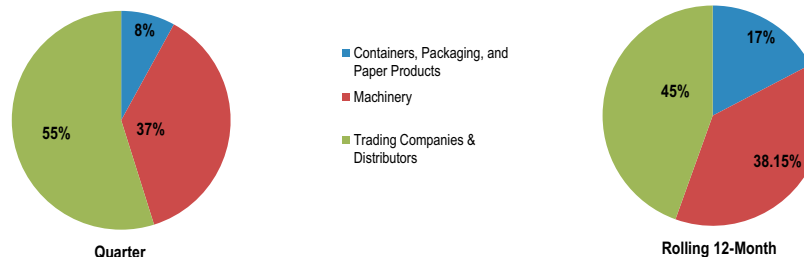 8%
55%
37%
Quarter
Containers, Packaging, and
Paper Products
Machinery
Trading Companies &
Distributors
17%
45%
38.15%
Rolling 12-Month